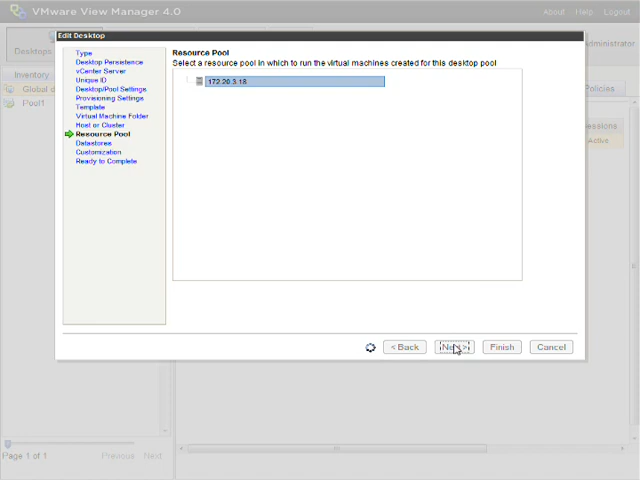 VMware View Manager 4.0
About Help Logout
Desktops
Administrator
Edit Desktop
Inventory
Global d
Pool1
Policies
essions
Active
Type
Desktop Persistence
vCenter Server
Unique ID
Desktop/Pool Settings
Provisioning Settings
Template
Virtual Machine Folder
Host or Cluster
Resource Pool
Datastores
Customization
Ready to Complete
Resource Pool
Select a resource pool in which to run the virtual machines created for this desktop pool
172.20.3.18
< Back
Next >
Finish
Cancel
Page 1 of 1
Previous Next